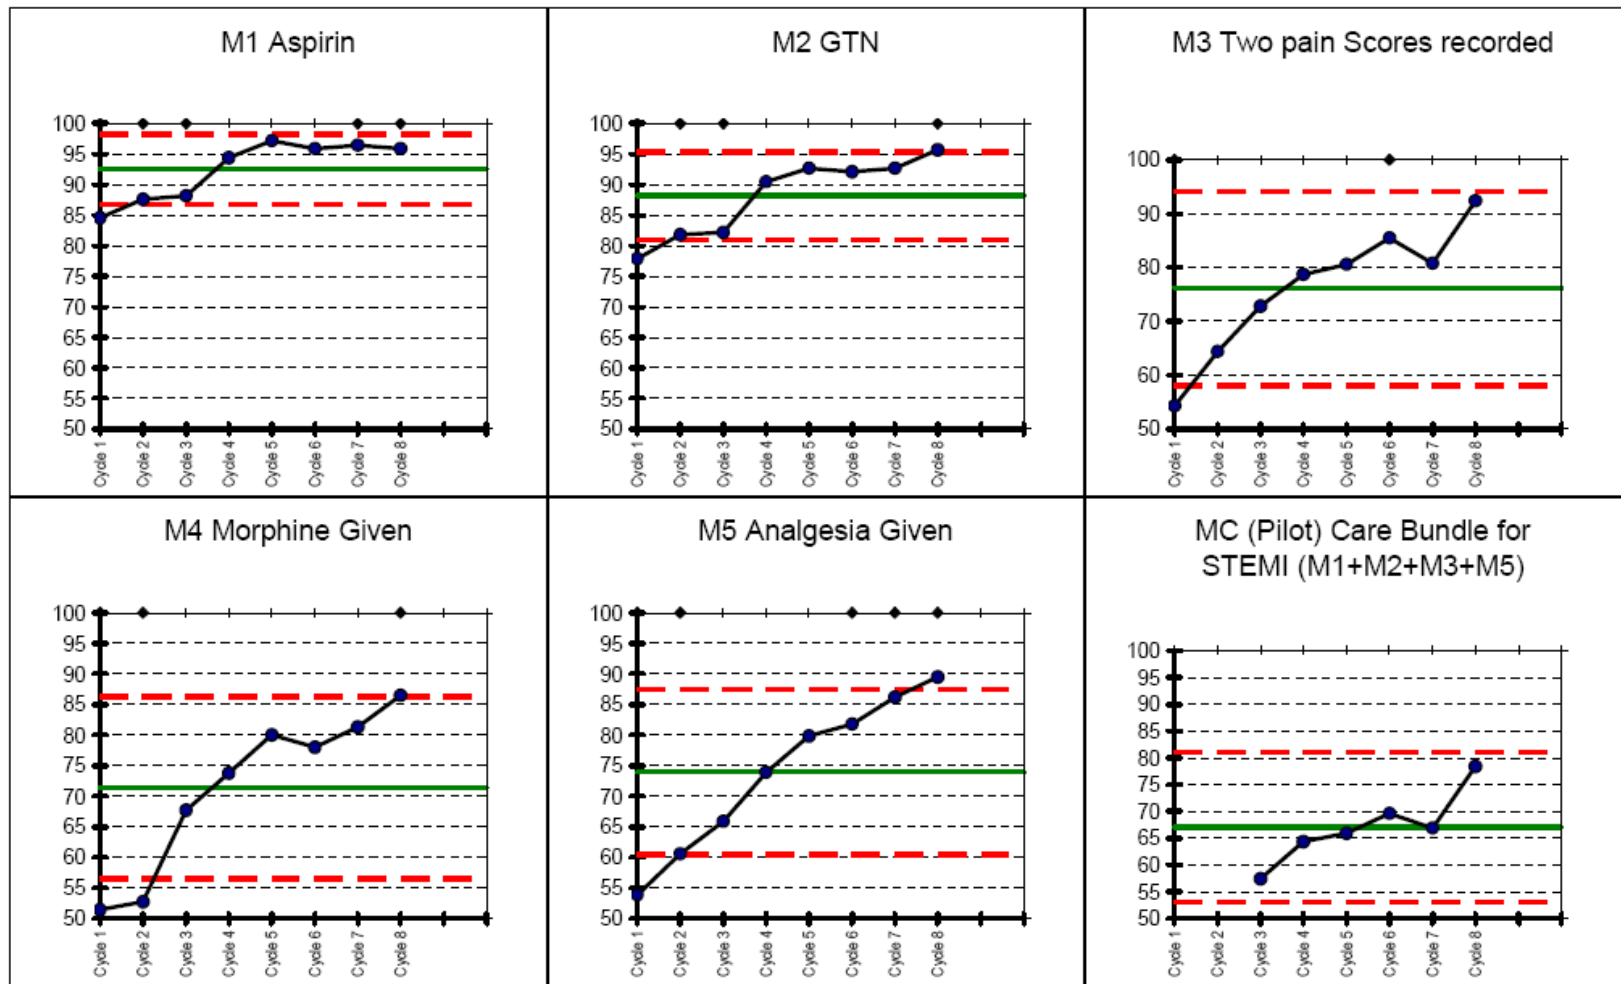 M1 Aspirin
100
95
90
85
80
75
70
65
60
55
50
Cycle 1
Cycle 2
Cycle 3
Cycle 4
Cycle 5
Cycle 6
Cycle 7
Cycle 8
M2 GTN
100
95
90
85
80
75
70
65
60
55
50
Cycle 1
Cycle 2
Cycle 3
Cycle 4
Cycle 5
Cycle 6
Cycle 7
Cycle 8
M3 Two pain Scores recorded
100
90
80
70
60
50
Cycle 1
Cycle 2
Cycle 3
Cycle 4
Cycle 5
Cycle 6
Cycle 7
Cycle 8
M4 Morphine Given
100
95
90
85
80
75
70
65
60
55
50
Cycle 1
Cycle 2
Cycle 3
Cycle 4
Cycle 5
Cycle 6
Cycle 7
Cycle 8
M5 Analgesia Given
100
95
90
85
80
75
70
65
60
55
50
Cycle 1
Cycle 2
Cycle 3
Cycle 4
Cycle 5
Cycle 6
Cycle 7
Cycle 8
MC (Pilot) Care Bundle for
STEMI (M1+M2+M3+M5)
100
95
90
85
80
75
70
65
60
55
50
Cycle 1
Cycle 2
Cycle 3
Cycle 4
Cycle 5
Cycle 6
Cycle 7
Cycle 8